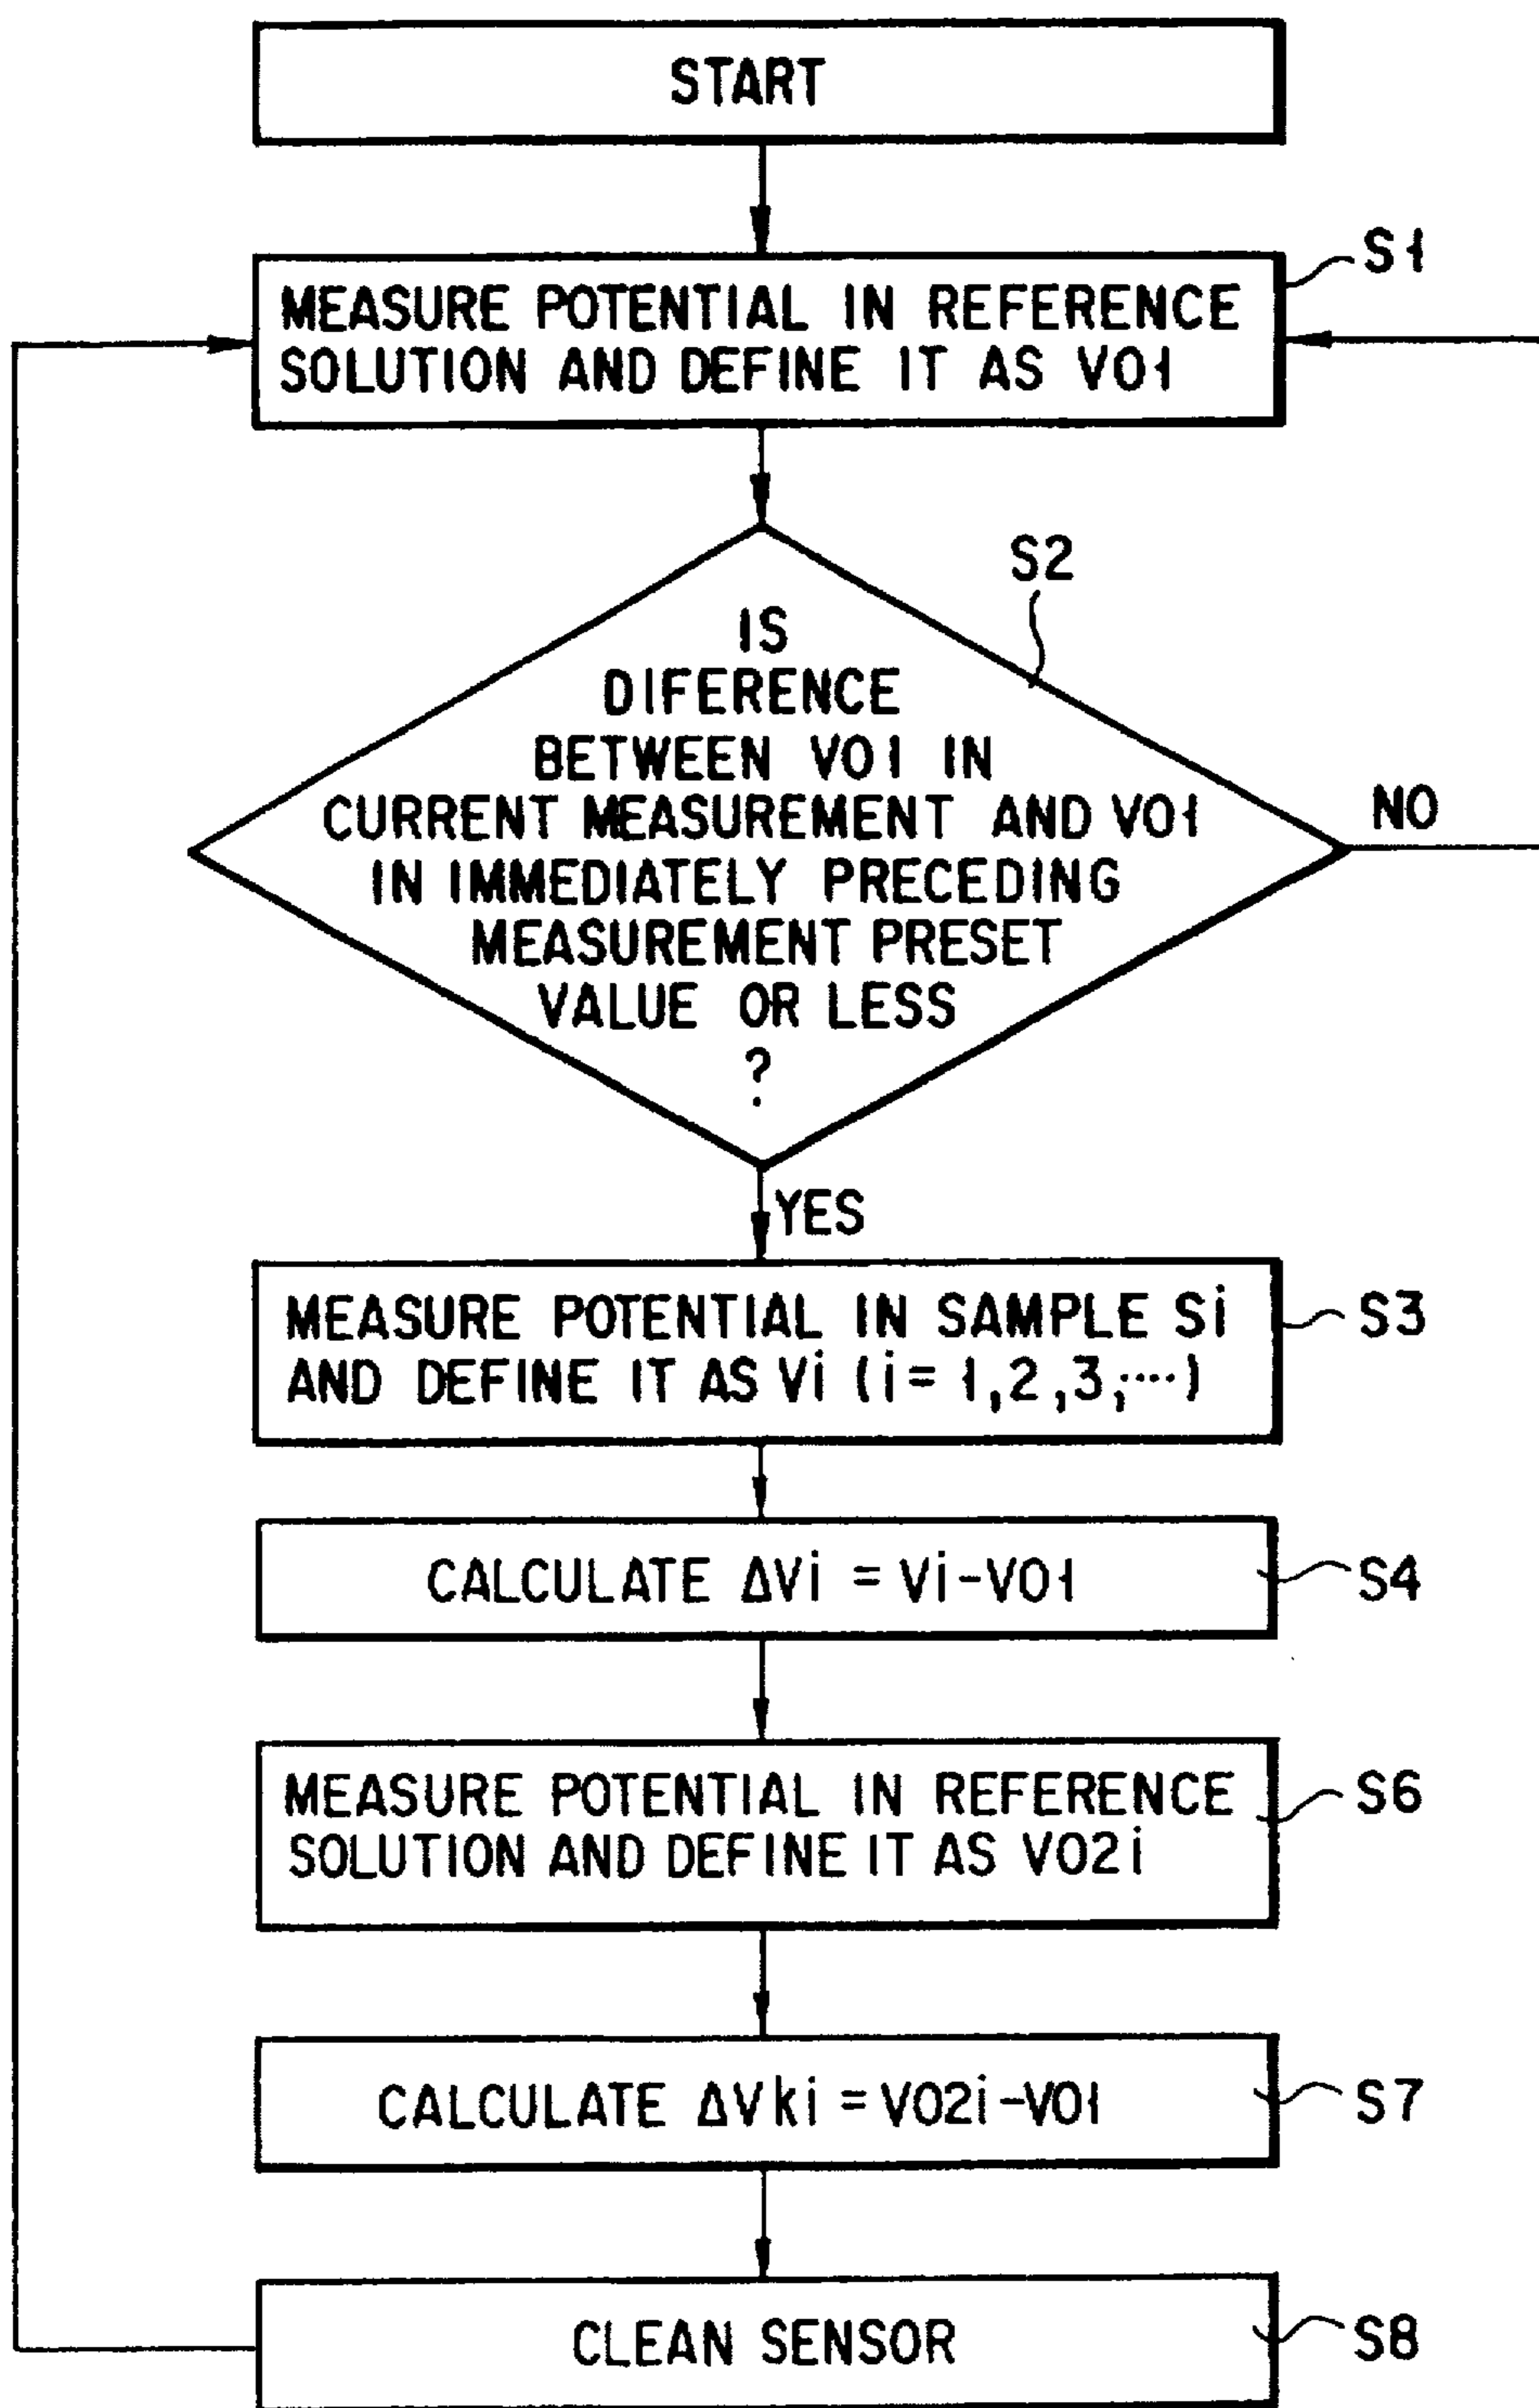 START
S1
MEASURE POTENTIAL IN REFERENCE
SOLUTION AND DEFINE IT AS V01
S2
IS
DIFERENCE
BETWEEN V01 IN
CURRENT MEASUREMENT AND V01
IN IMMEDIATELY PRECEDING
MEASUREMENT PRESET
VALUE OR LESS
?
NO
YES
MEASURE POTENTIAL IN SAMPLE Si
AND DEFINE IT AS Vi (i= 1,2,3,····)
S3
CALCULATE ΔVi = Vi-V01
S4
MEASURE POTENTIAL IN REFERENCE
SOLUTION AND DEFINE IT AS V02i
S6
CALCULATE ΔVki = V02i-V01
S7
CLEAN SENSOR
S8